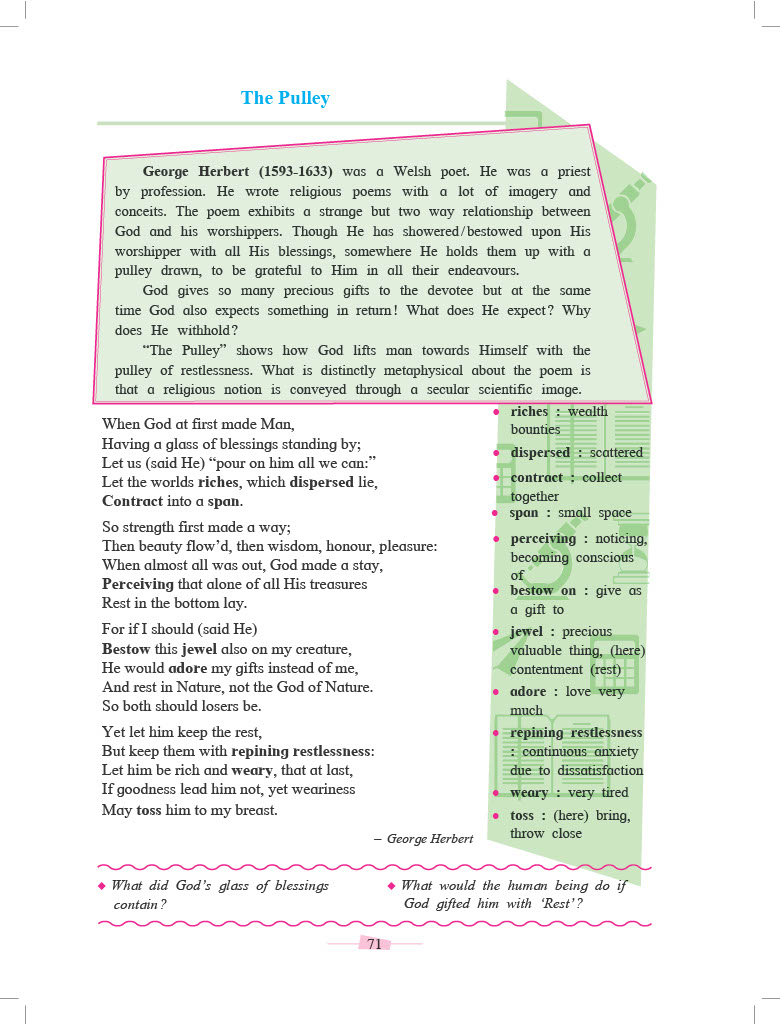 The Pulley
George Herbert (1593-1633) was a Welsh poet. He was a priest
by profession. He wrote religious poems with a lot of imagery and
conceits. The poem exhibits a strange but two way relationship between
God and his worshippers. Though He has showered/bestowed upon His
worshipper with all His blessings, somewhere He holds them up with a
pulley drawn, to be grateful to Him in all their endeavours.
God gives so many precious gifts to the devotee but at the same
time God also expects something in return! What does He expect? Why
does He withhold?
“The Pulley” shows how God lifts man towards Himself with the
pulley of restlessness. What is distinctly metaphysical about the poem is
that a religious notion is conveyed through a secular scientific image.
When God at first made Man,
Having a glass of blessings standing by;
Let us (said He) “pour on him all we can:”
Let the worlds riches, which dispersed lie,
Contract into a span.
So strength first made a way;
Then beauty flow’d, then wisdom, honour, pleasure:
When almost all was out, God made a stay,
Perceiving that alone of all His treasures
Rest in the bottom lay.
For if I should (said He)
Bestow this jewel also on my creature,
He would adore my gifts instead of me,
And rest in Nature, not the God of Nature.
So both should losers be.
Yet let him keep the rest,
But keep them with repining restlessness:
Let him be rich and weary, that at last,
If goodness lead him not, yet weariness
May toss him to my breast.
– George Herbert
• riches : wealth
bounties
• dispersed : scattered
• contract : collect
together
• span : small space
• perceiving : noticing,
becoming conscious
of
• bestow on : give as
a gift to
• jewel : precious
valuable thing, (here)
contentment (rest)
• adore : love very
much
• repining restlessness
: continuous anxiety
due to dissatisfaction
• weary : very tired
• toss : (here) bring,
throw close
◆ What did God’s glass of blessings
contain?
◆ What would the human being do if
God gifted him with ‘Rest’?
71